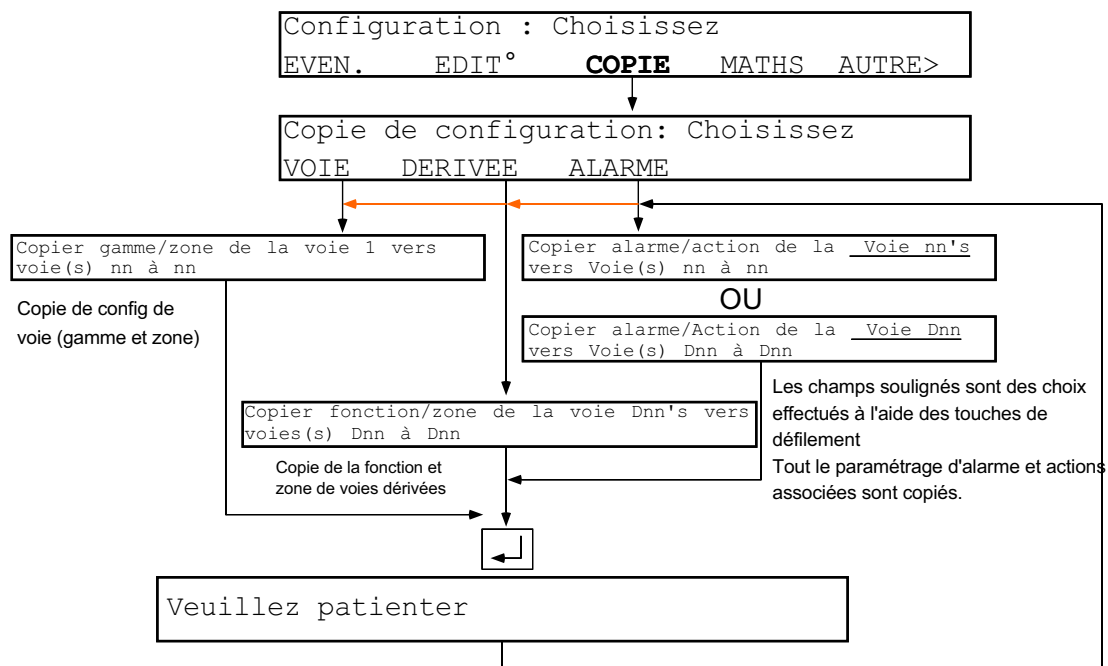 Configuration : Choisissez
EVEN. EDIT° COPIE MATHS AUTRE>
Copie de configuration: Choisissez
VOIE DERIVEE ALARME
Copier gamme/zone de la voie 1 vers
voie(s) nn à nn
Copie de config de
voie (gamme et zone)
Copier alarme/action de la Voie nn's
vers Voie(s) nn à nn
OU
Copier alarme/Action de la Voie Dnn
vers Voie(s) Dnn à Dnn
Les champs soulignés sont des choix
effectués à l'aide des touches de
défilement
Tout le paramétrage d'alarme et actions
associées sont copiés.
Copier fonction/zone de la voie Dnn's vers
voies(s) Dnn à Dnn
Copie de la fonction et
zone de voies dérivées
Veuillez patienter